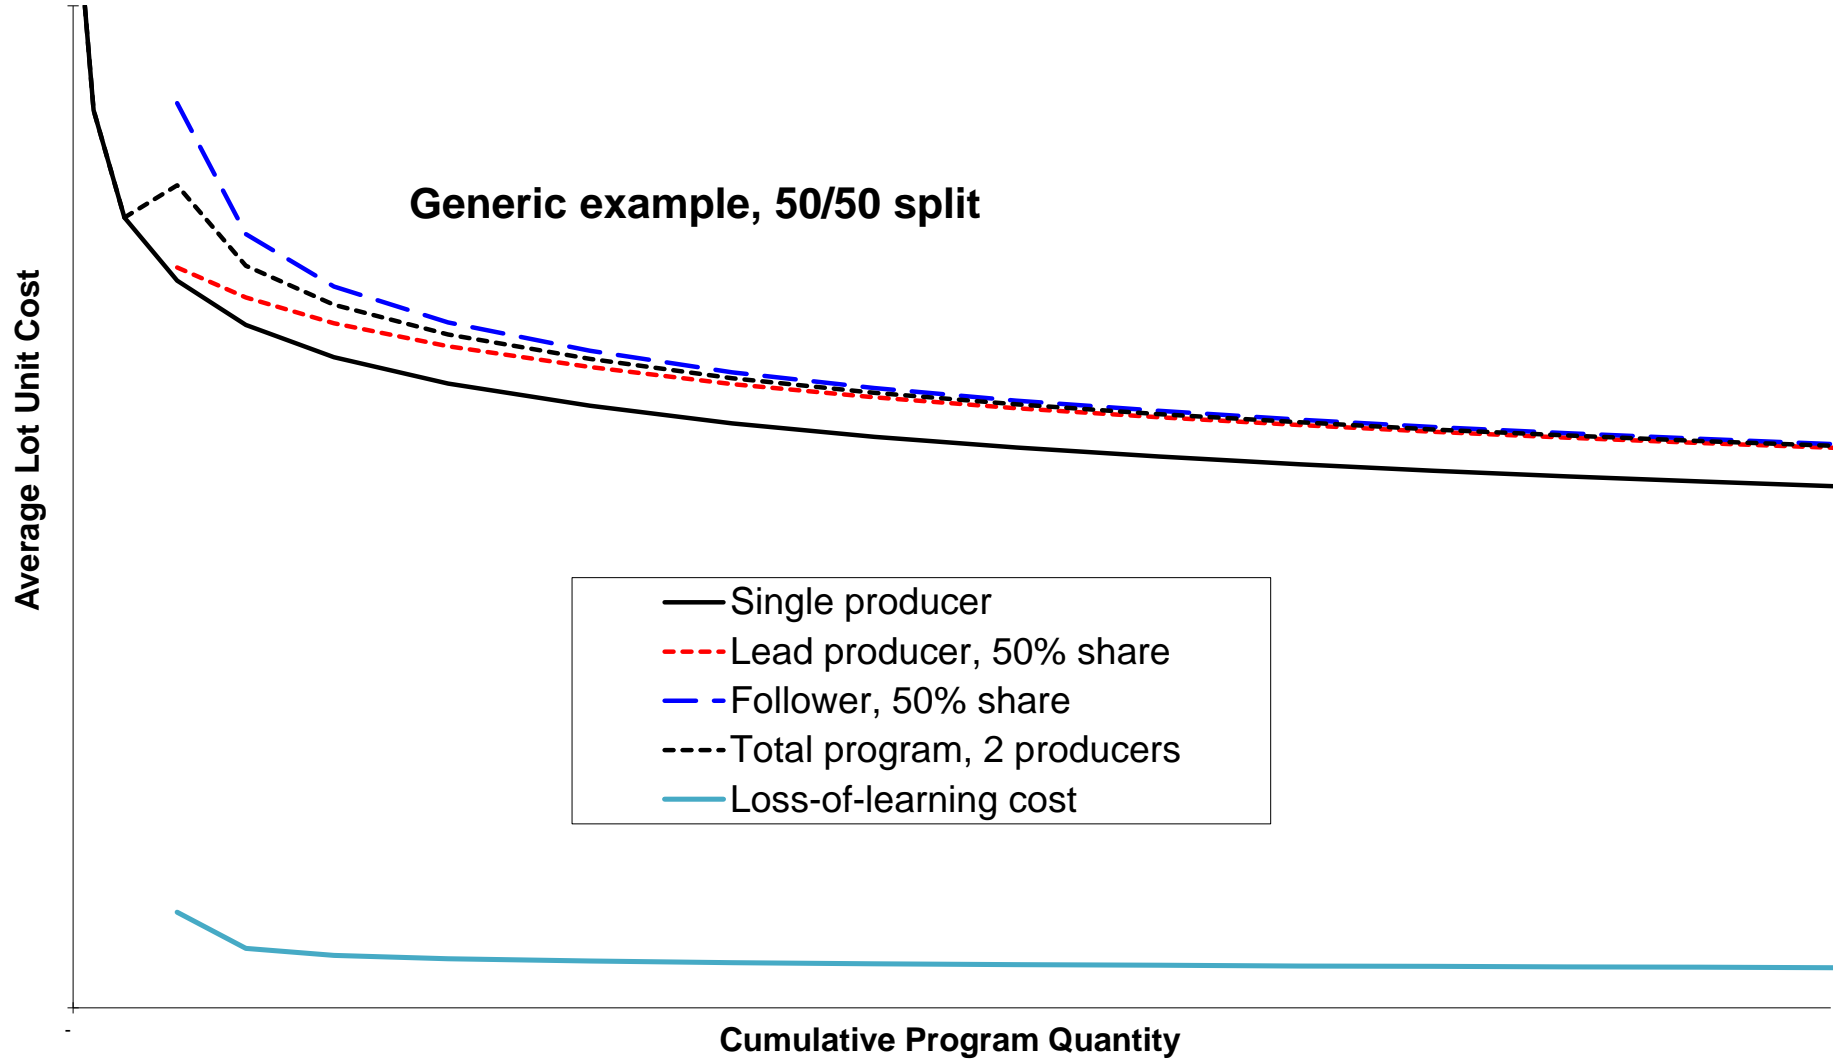 Generic example, 50/50 split
Average Lot Unit Cost
Single producer
Lead producer, 50% share
Follower, 50% share
Total program, 2 producers
Loss-of-learning cost
-
Cumulative Program Quantity